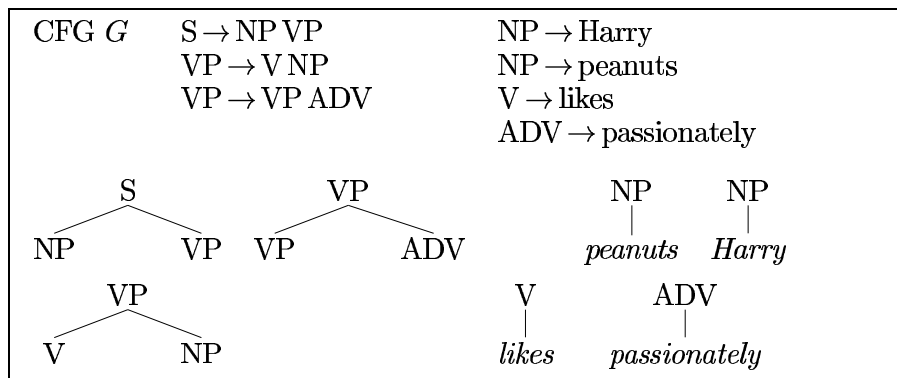 CFG G S → NP VP NP → Harry
VP → V NP NP → peanuts
VP → VP ADV V → likes
ADV → passionately
S VP NP NP
NP VP VP ADV peanuts Harry
VP V ADV
V NP likes passionately